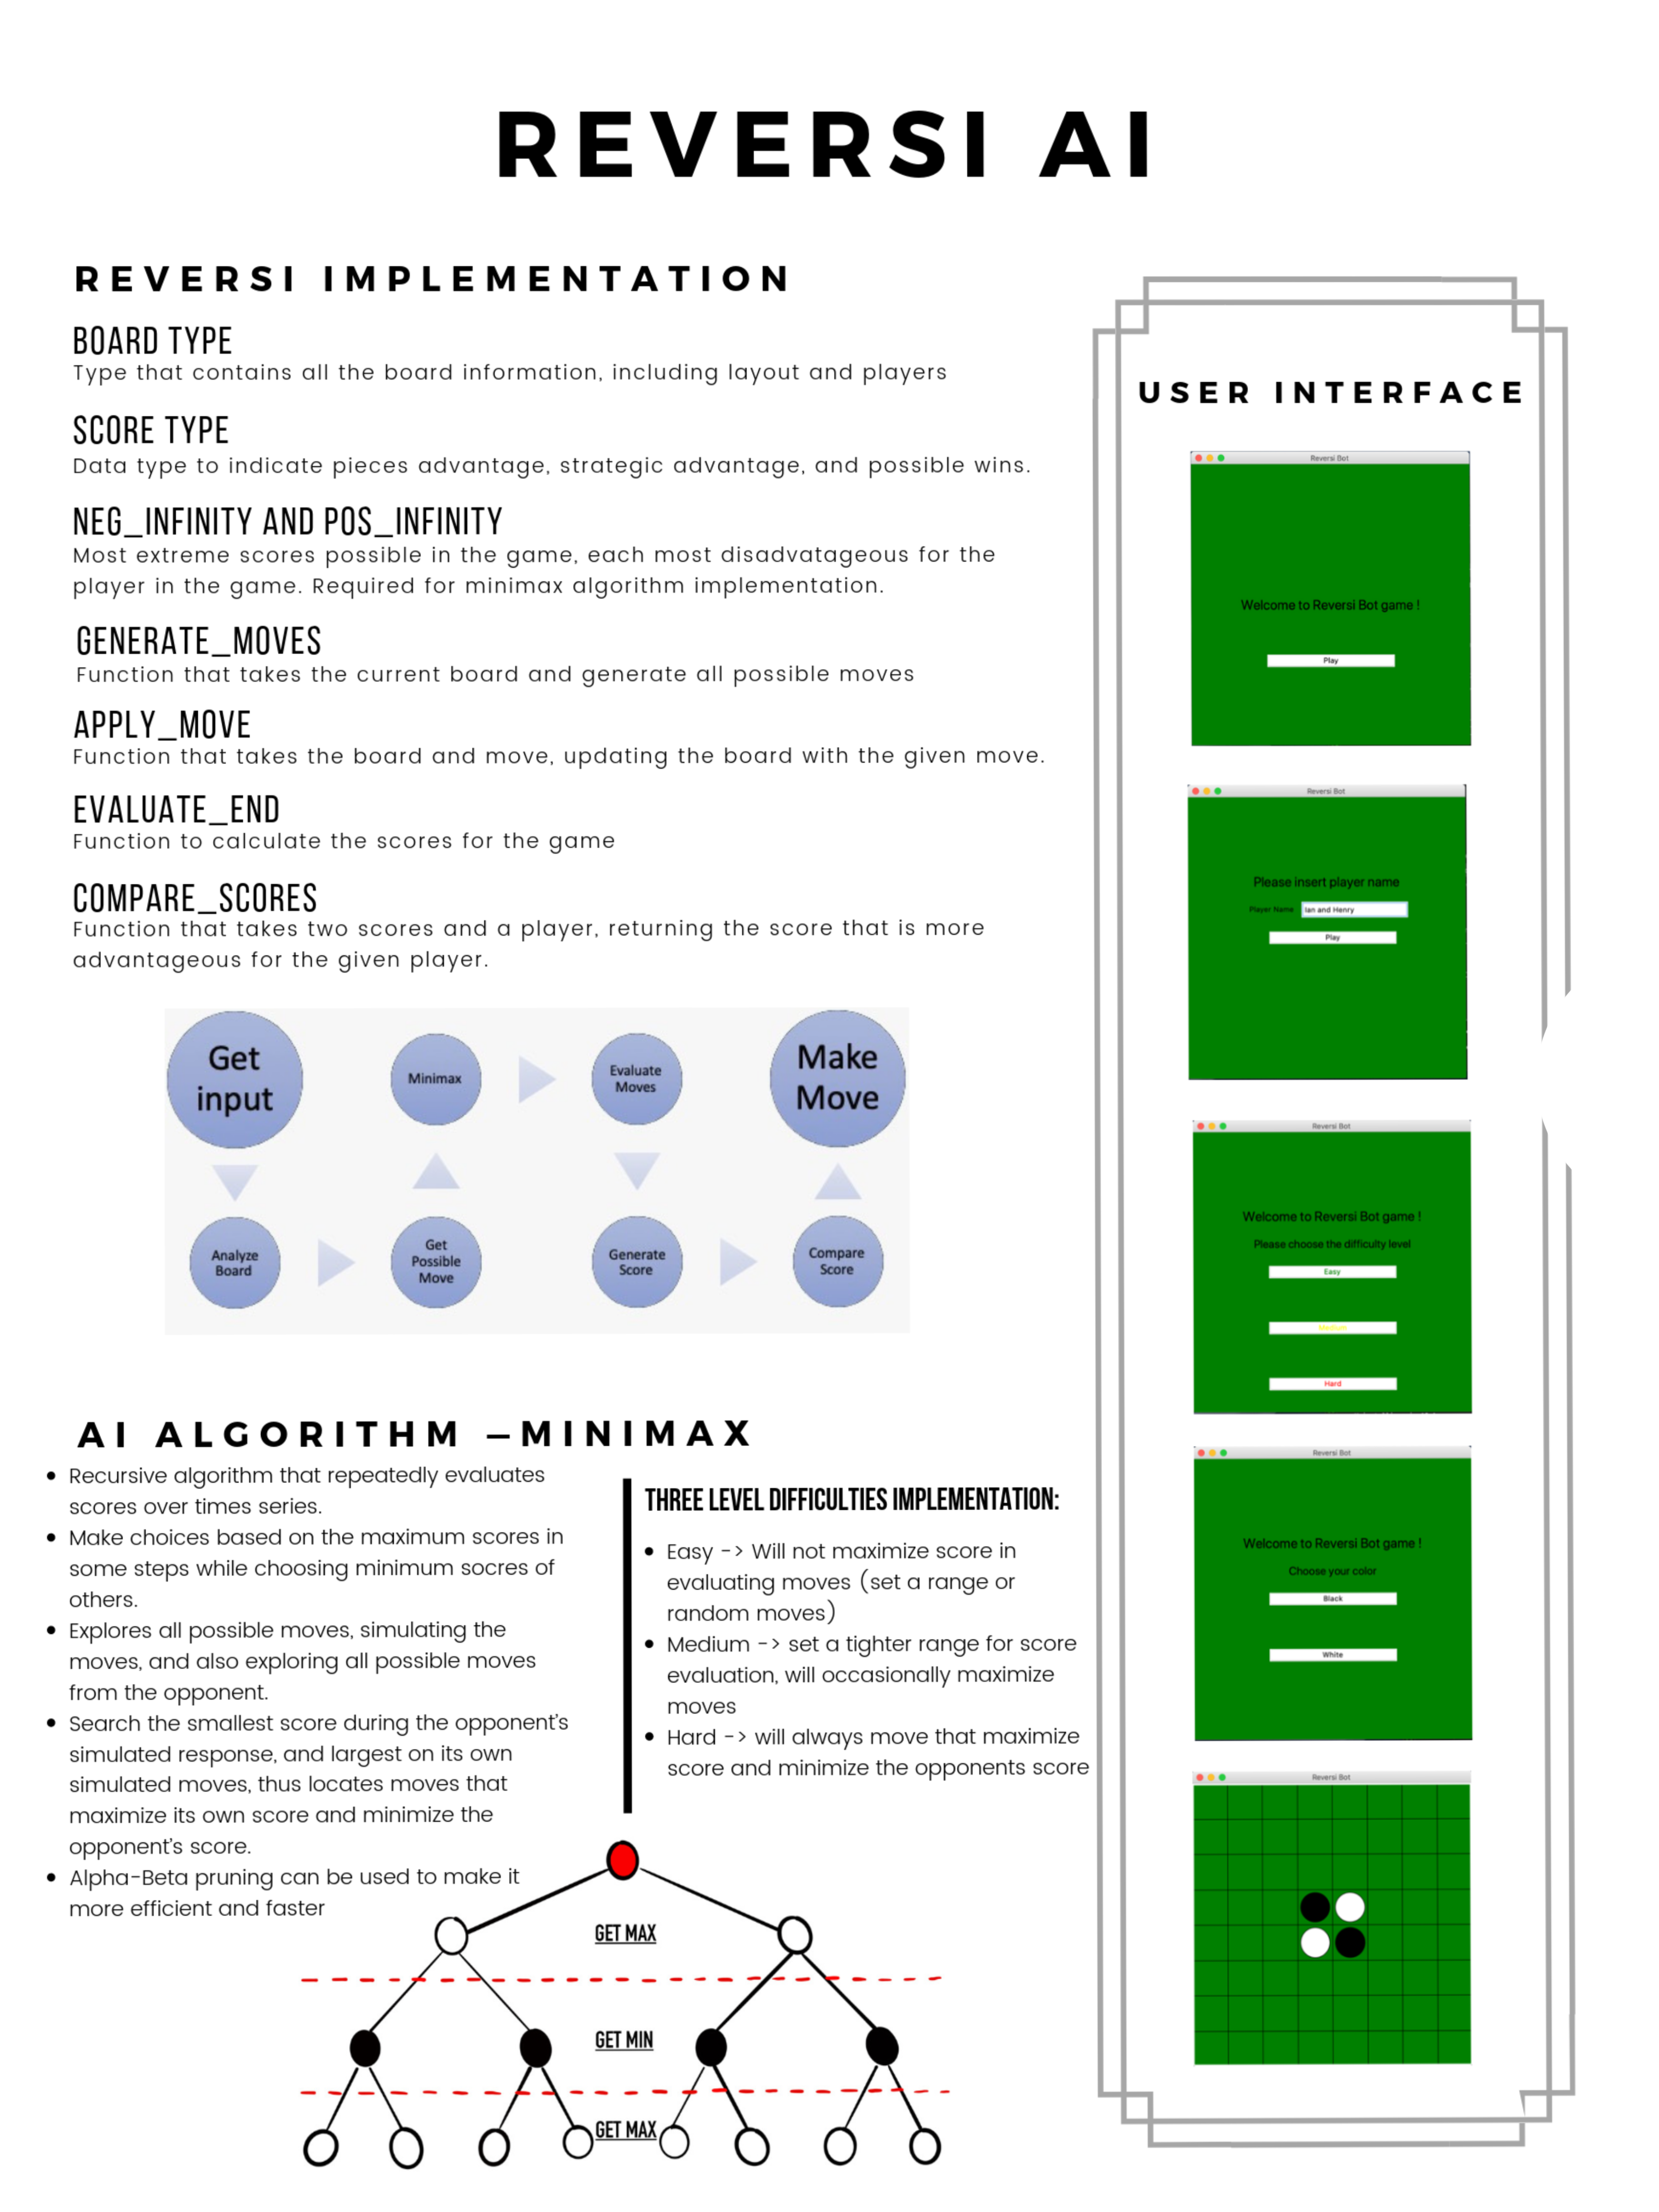 REVERSI AI
REVERSI IMPLEMENTATION
BOARD TYPE
Type that contains all the board information, including layout and players
SCORE TYPE
Data type to indicate pieces advantage, strategic advantage, and possible wins.
NEG_INFINITY AND POS_INFINITY
Most extreme scores possible in the game, each most disadvatageous for the
player in the game. Required for minimax algorithm implementation.
GENERATE_MOVES
Function that takes the current board and generate all possible moves
APPLY_MOVE
Function that takes the board and move, updating the board with the given move.
EVALUATE_END
Function to calculate the scores for the game
COMPARE_SCORES
Function that takes two scores and a player, returning the score that is more
advantageous for the given player.
Get
input
Minimax
Evaluate
Moves
Make
Move
Analyze
Board
Get
Possible
Move
Generate
Score
Compare
Score
AI ALGORITHM –MINIMAX
• Recursive algorithm that repeatedly evaluates
scores over times series.
• Make choices based on the maximum scores in
some steps while choosing minimum socres of
others.
• Explores all possible moves, simulating the
moves, and also exploring all possible moves
from the opponent.
• Search the smallest score during the opponent's
simulated response, and largest on its own
simulated moves, thus locates moves that
maximize its own score and minimize the
opponent's score.
• Alpha-Beta pruning can be used to make it
more efficient and faster
THREE LEVEL DIFFICULTIES IMPLEMENTATION:
• Easy -> Will not maximize score in
evaluating moves (set a range or
random moves)
• Medium -> set a tighter range for score
evaluation, will occasionally maximize
moves
• Hard -> will always move that maximize
score and minimize the opponents score
GET MAX
GET MIN
GET MAX
USER INTERFACE
Reversi Bot
Welcome to Reversi Bot game !
Play
Reversi Bot
Please insert player name
Player Name Ian and Henry
Play
Reversi Bot
Welcome to Reversi Bot game !
Please choose the difficulty level
Easy
Medium
Hard
Reversi Bot
Welcome to Reversi Bot game !
Choose your color
Black
White
Reversi Bot